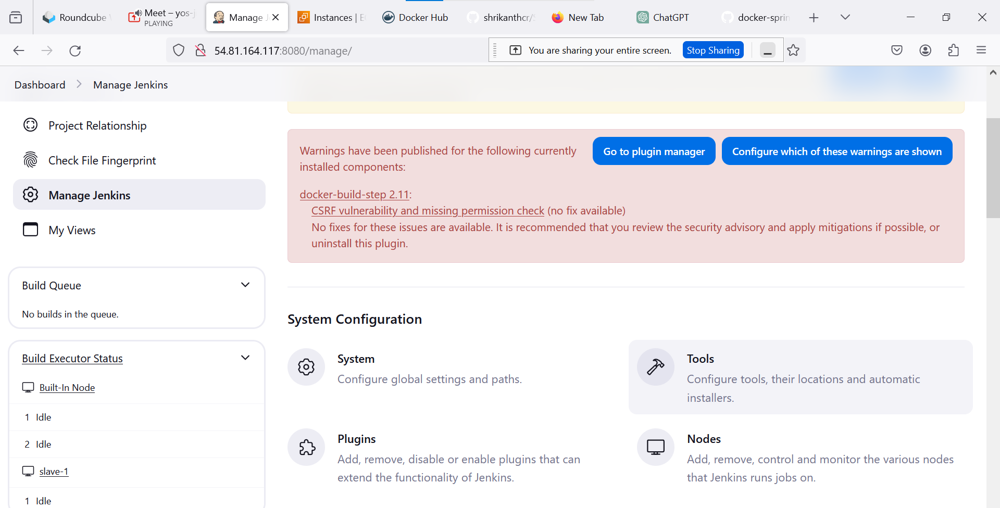 Roundcube
Meet – yos-j
PLAYING
Manage J
Instances | E
Docker Hub
shrikanthcr/S
New Tab
ChatGPT
docker-sprin
54.81.164.117:8080/manage/
You are sharing your entire screen.
Stop Sharing
Dashboard
Manage Jenkins
Project Relationship
Check File Fingerprint
Manage Jenkins
My Views
Build Queue
No builds in the queue.
Build Executor Status
Built-In Node
1 Idle
2 Idle
slave-1
1 Idle
Warnings have been published for the following currently
installed components:
Go to plugin manager
Configure which of these warnings are shown
docker-build-step 2.11:
CSRF vulnerability and missing permission check (no fix available)
No fixes for these issues are available. It is recommended that you review the security advisory and apply mitigations if possible, or
uninstall this plugin.
System Configuration
System
Configure global settings and paths.
Tools
Configure tools, their locations and automatic
installers.
Plugins
Add, remove, disable or enable plugins that can
extend the functionality of Jenkins.
Nodes
Add, remove, control and monitor the various nodes
that Jenkins runs jobs on.